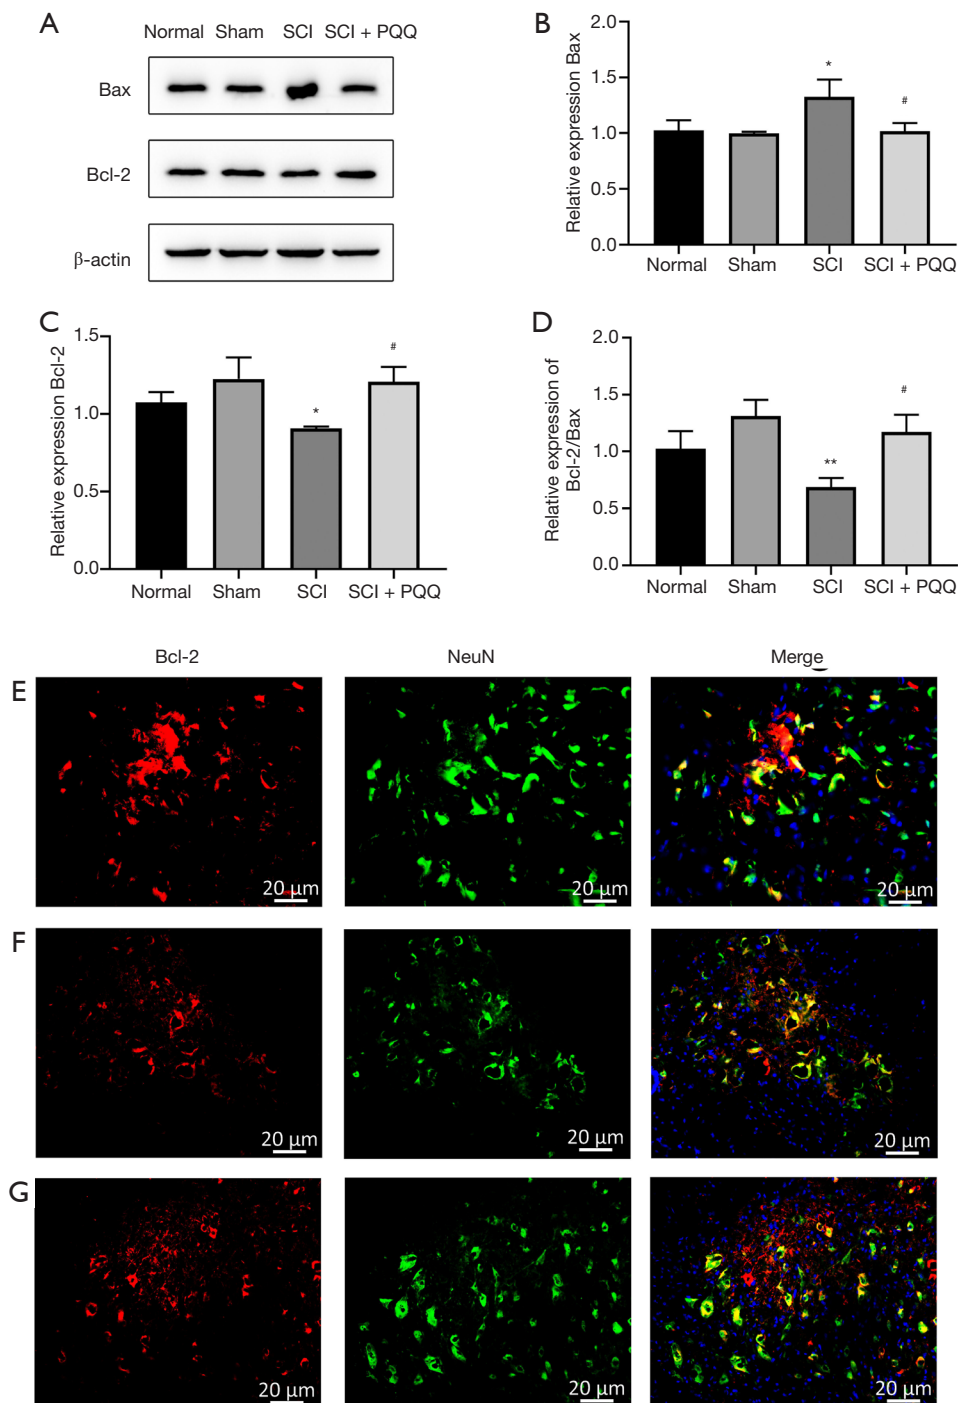 A
Normal Sham SCI SCI + PQQ
Bax
Bcl-2
β-actin
B
Relative expression Bax
2.0
1.5
1.0
0.5
0.0
*
#
Normal Sham SCI SCI + PQQ
C
Relative expression Bcl-2
1.5
1.0
0.5
0.0
*
#
Normal Sham SCI SCI + PQQ
D
Relative expression of
Bcl-2/Bax
2.0
1.5
1.0
0.5
0.0
**
#
Normal Sham SCI SCI + PQQ
Bcl-2 NeuN Merge
E
20 μm 20 μm 20 μm
F
20 μm 20 μm 20 μm
G
20 μm 20 μm 20 μm